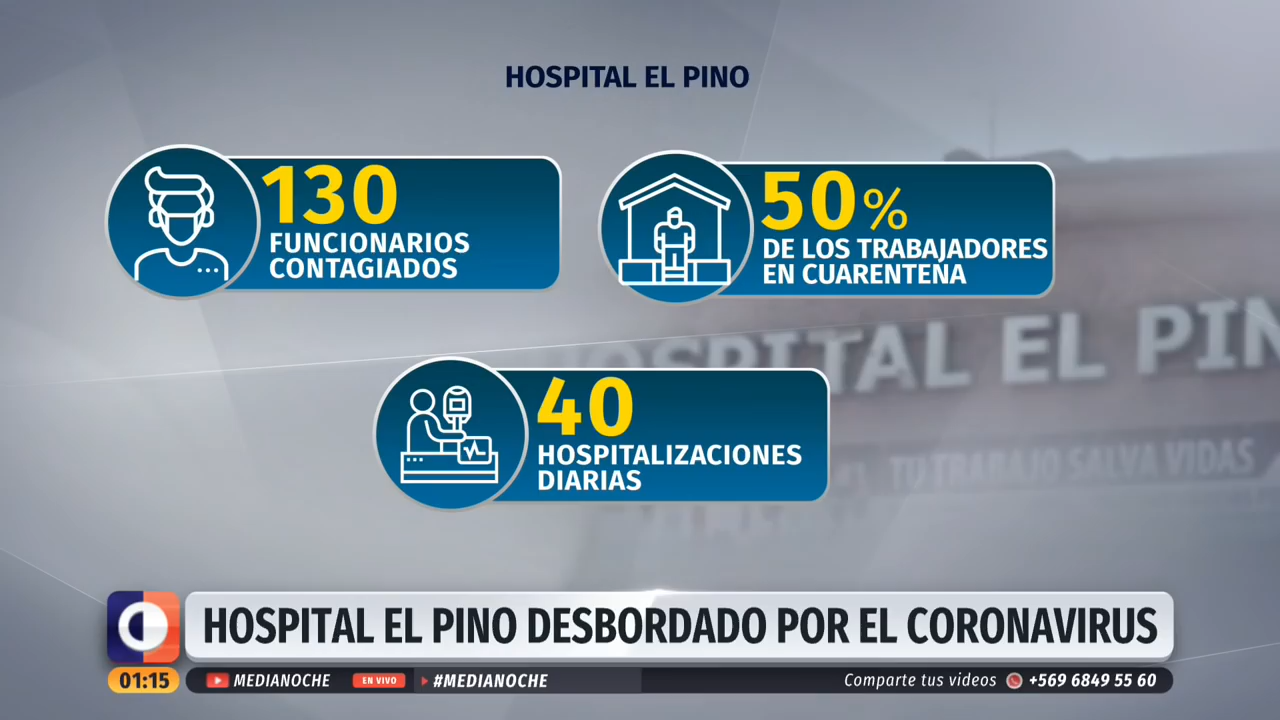 HOSPITAL EL PINO
130
FUNCIONARIOS
CONTAGIADOS
50%
DE LOS TRABAJADORES
EN CUARENTENA
40
HOSPITALIZACIONES
DIARIAS
HOSPITAL EL PIN
TU TRABAJO SALVA VIDAS
HOSPITAL EL PINO DESBORDADO POR EL CORONAVIRUS
01:15 MEDIANOCHE EN VIVO #MEDIANOCHE Comparte tus videos +569 6849 55 60